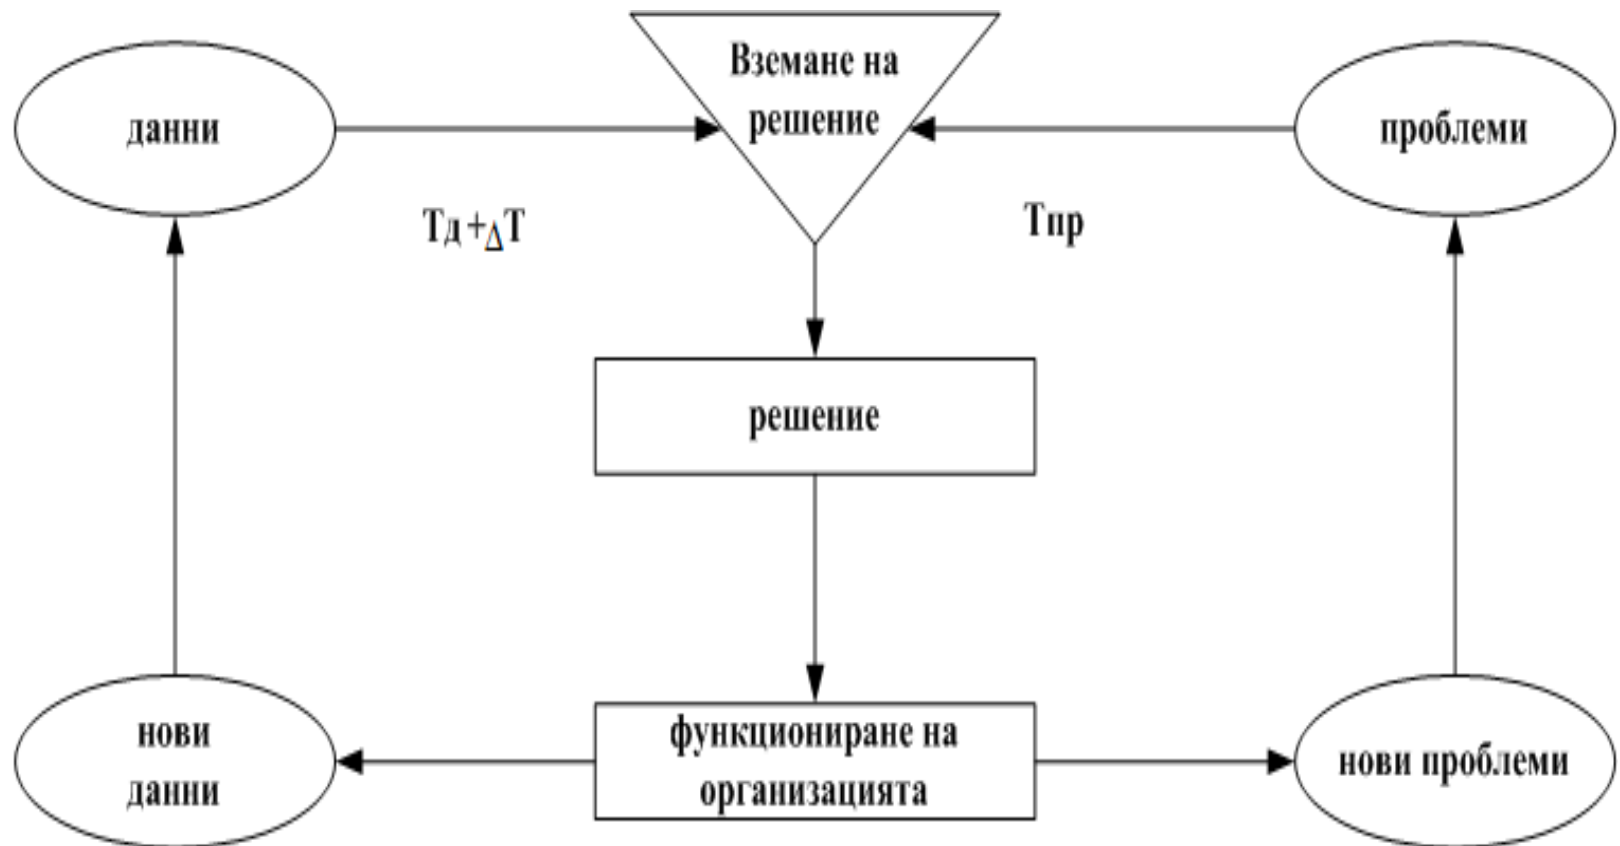 Вземане на
решение
данни
проблеми
Тд+ΔТ
Тпр
решение
нови
данни
функциониране на
организацията
нови проблеми